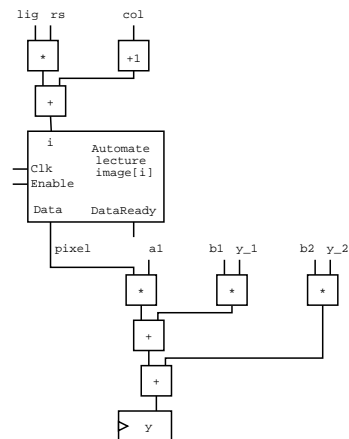 lig rs col
* +1
+
i
Automate
lecture
image[i]
Clk
Enable
Data DataReady
pixel a1 b1 y_1 b2 y_2
* * *
+
+
y